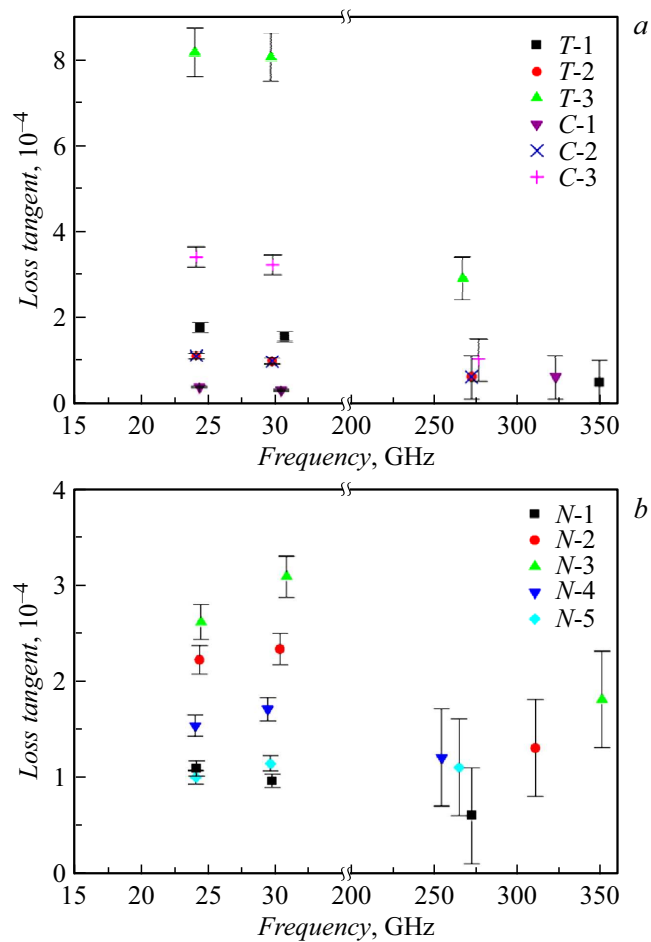 a
8
6
4
2
0
Loss tangent, 10⁻⁴
T-1
T-2
T-3
C-1
C-2
C-3
15 20 25 30 200 250 300 350
Frequency, GHz
b
4
3
2
1
0
Loss tangent, 10⁻⁴
N-1
N-2
N-3
N-4
N-5
15 20 25 30 200 250 300 350
Frequency, GHz